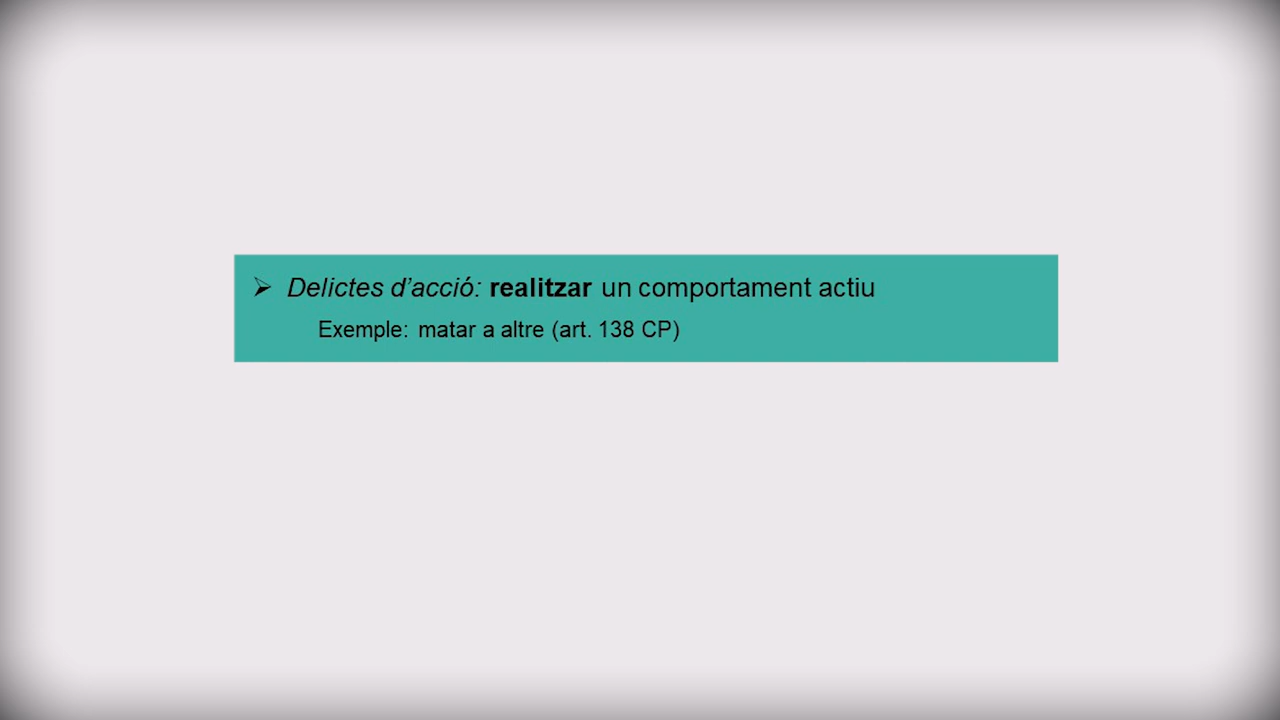 ➢ Delictes d’acció: realitzar un comportament actiu
Exemple: matar a altre (art. 138 CP)